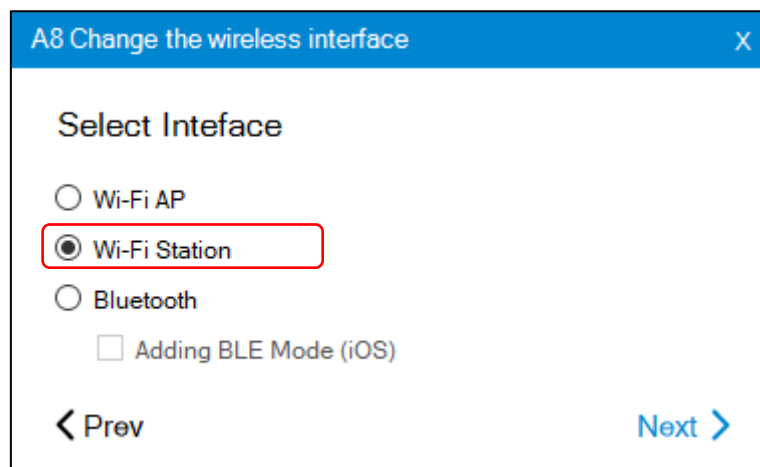 A8 Change the wireless interface X
Select Inteface
Wi-Fi AP
Wi-Fi Station
Bluetooth
Adding BLE Mode (iOS)
Prev Next